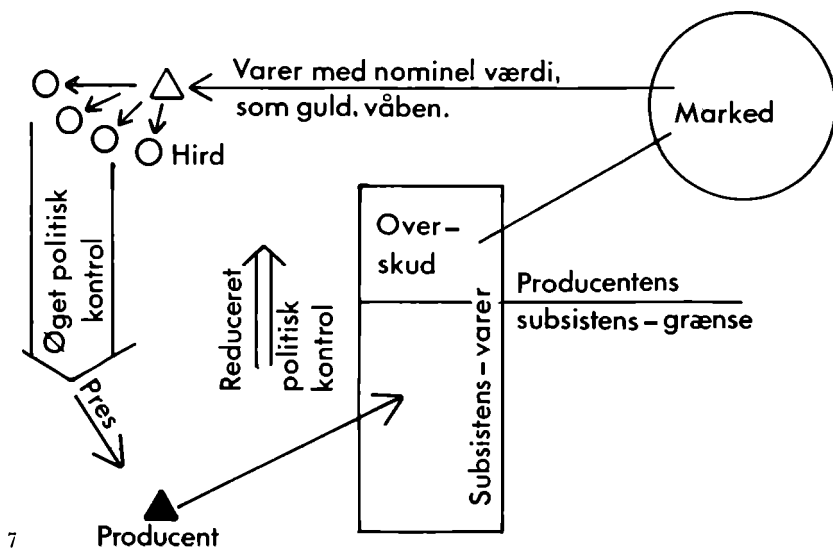 Varer med nominel værdi,
som guld. våben.
Marked
Hird
Øget politisk
kontrol
Pres
Reduceret
politisk
kontrol
Over–
skud
Subsistens–varer
Producentens
subsistens–grænse
Producent
7